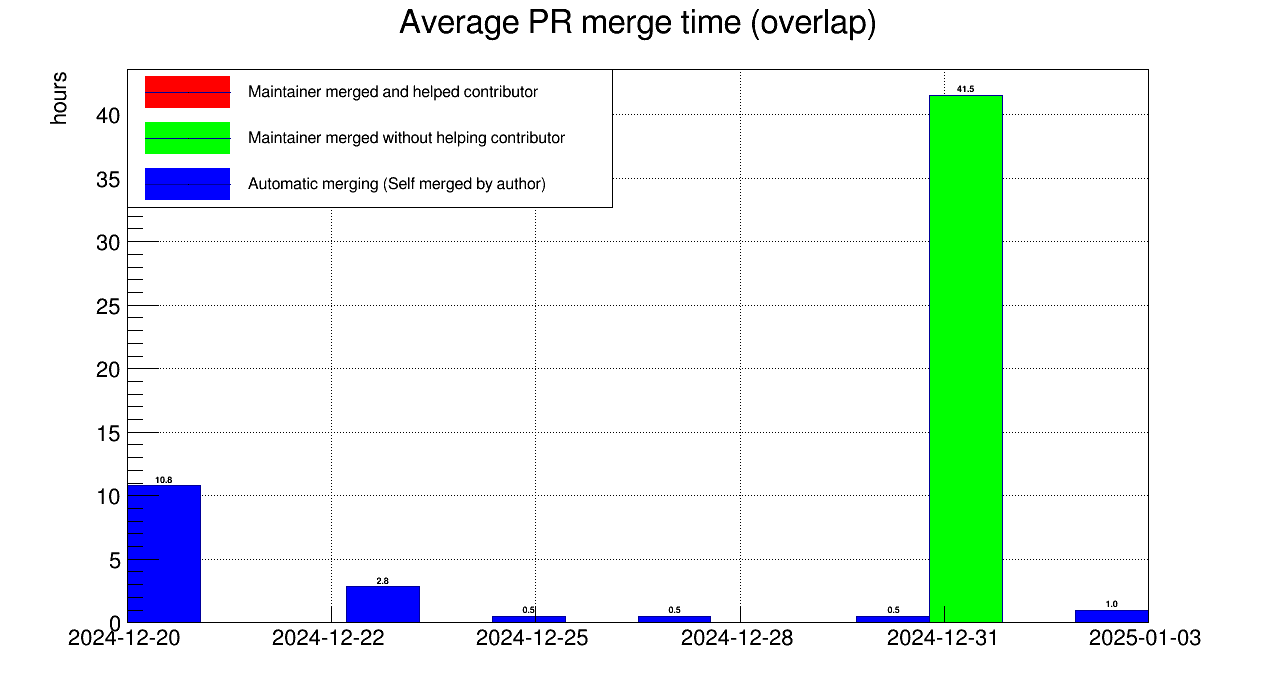 Average PR merge time (overlap)
hours
Maintainer merged and helped contributor
Maintainer merged without helping contributor
Automatic merging (Self merged by author)
40
35
30
25
20
15
10
5
0
10.8
2.8
0.5
0.5
0.5
41.5
1.0
2024-12-20 2024-12-22 2024-12-25 2024-12-28 2024-12-31 2025-01-03